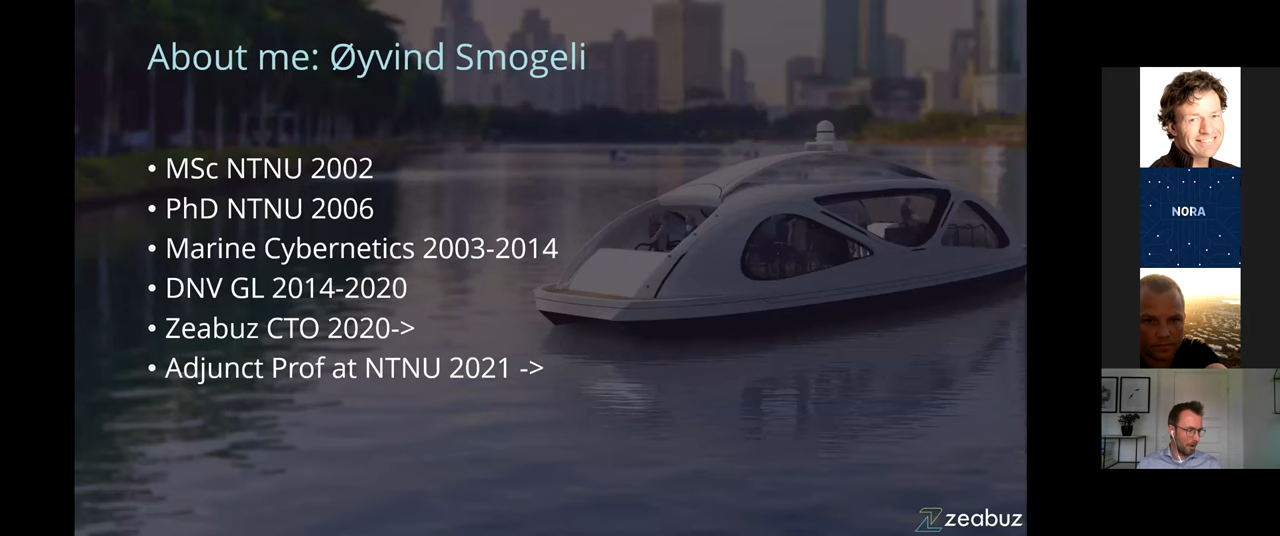 About me: Øyvind Smogeli
• MSc NTNU 2002
• PhD NTNU 2006
• Marine Cybernetics 2003-2014
• DNV GL 2014-2020
• Zeabuz CTO 2020->
• Adjunct Prof at NTNU 2021 ->
zeabuz
NORA